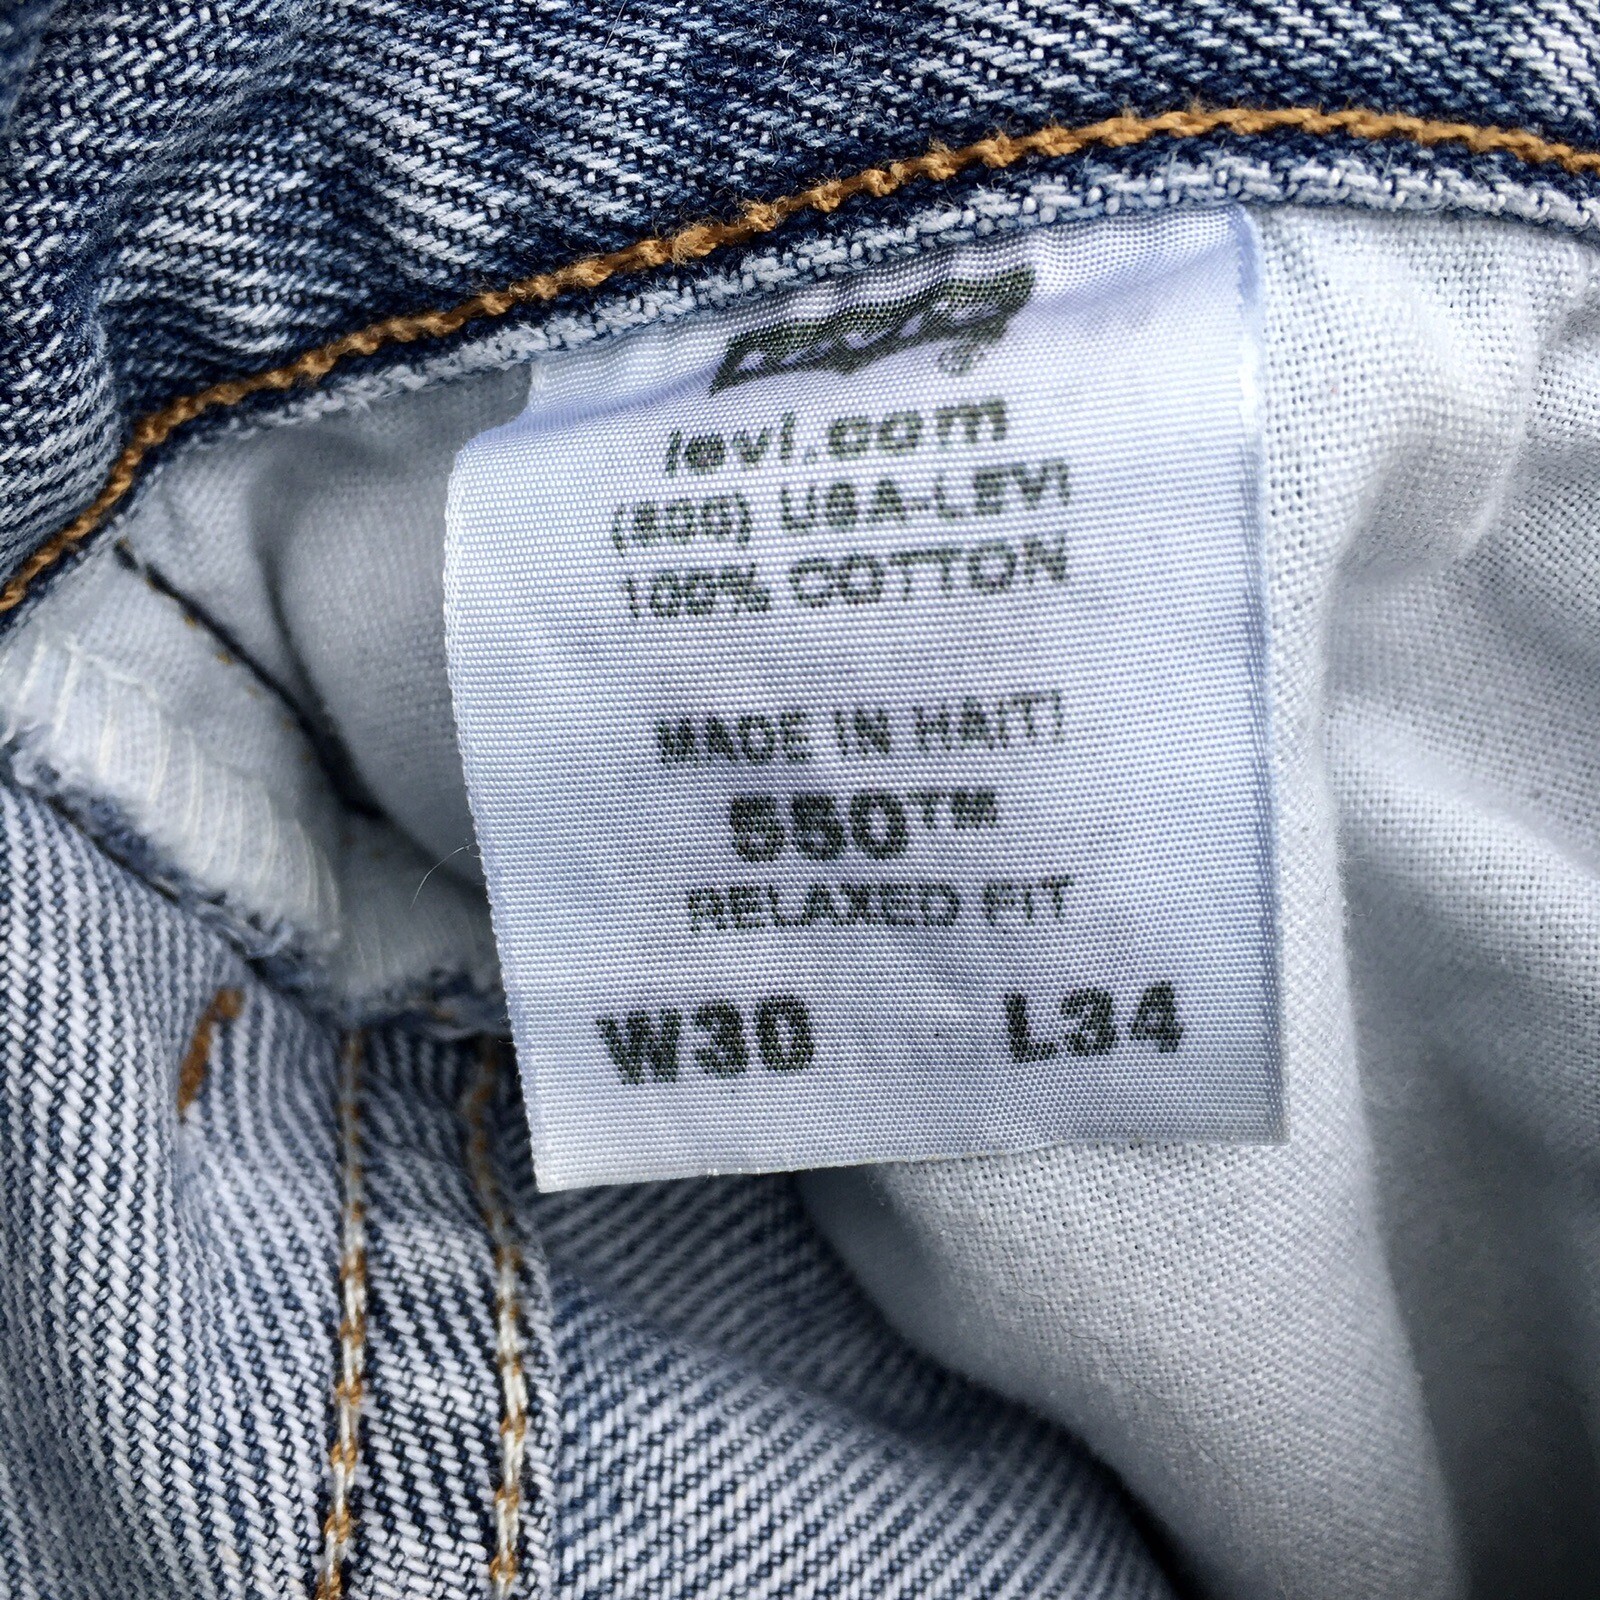 levi.com
(800) USA-LEVI
100% COTTON
MADE IN HAITI
550™
RELAXED FIT
W30 L34